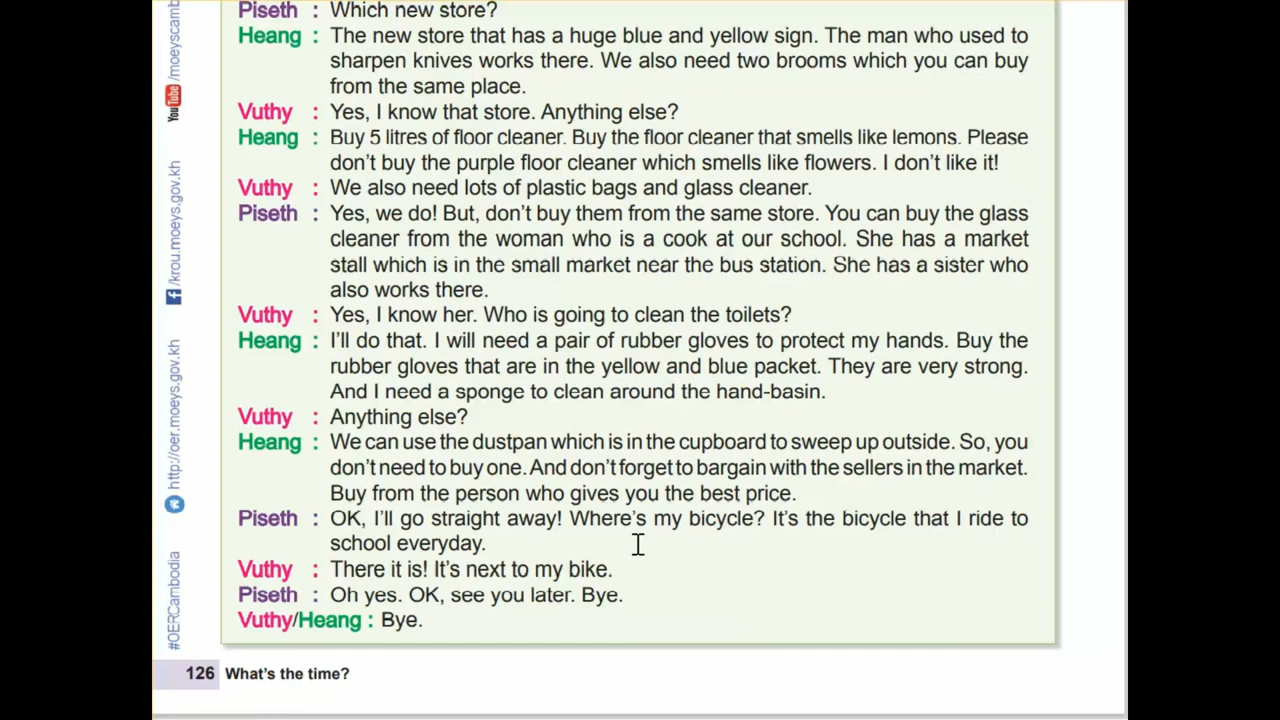 Piseth : Which new store?
Heang : The new store that has a huge blue and yellow sign. The man who used to
sharpen knives works there. We also need two brooms which you can buy
from the same place.
Vuthy : Yes, I know that store. Anything else?
Heang : Buy 5 litres of floor cleaner. Buy the floor cleaner that smells like lemons. Please
don't buy the purple floor cleaner which smells like flowers. I don't like it!
Vuthy : We also need lots of plastic bags and glass cleaner.
Piseth : Yes, we do! But, don't buy them from the same store. You can buy the glass
cleaner from the woman who is a cook at our school. She has a market
stall which is in the small market near the bus station. She has a sister who
also works there.
Vuthy : Yes, I know her. Who is going to clean the toilets?
Heang : I'll do that. I will need a pair of rubber gloves to protect my hands. Buy the
rubber gloves that are in the yellow and blue packet. They are very strong.
And I need a sponge to clean around the hand-basin.
Vuthy : Anything else?
Heang : We can use the dustpan which is in the cupboard to sweep up outside. So, you
don't need to buy one. And don't forget to bargain with the sellers in the market.
Buy from the person who gives you the best price.
Piseth : OK, I'll go straight away! Where's my bicycle? It's the bicycle that I ride to
school everyday.
Vuthy : There it is! It's next to my bike.
Piseth : Oh yes. OK, see you later. Bye.
Vuthy/Heang : Bye.
126 What's the time?
#OERCambodia
http://oer.moeys.gov.kh
f /krou.moeys.gov.kh
YouTube /moeyscamb